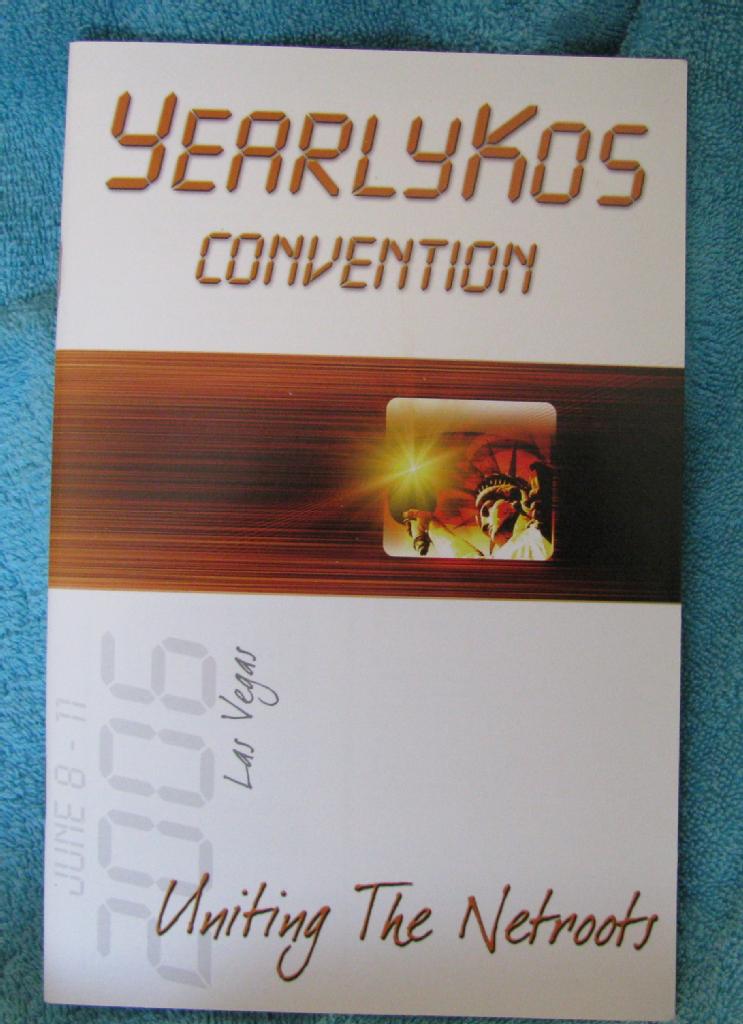 YEARLYKOS
CONVENTION
JUNE 8 - 11
2006
Las Vegas
Uniting The Netroots